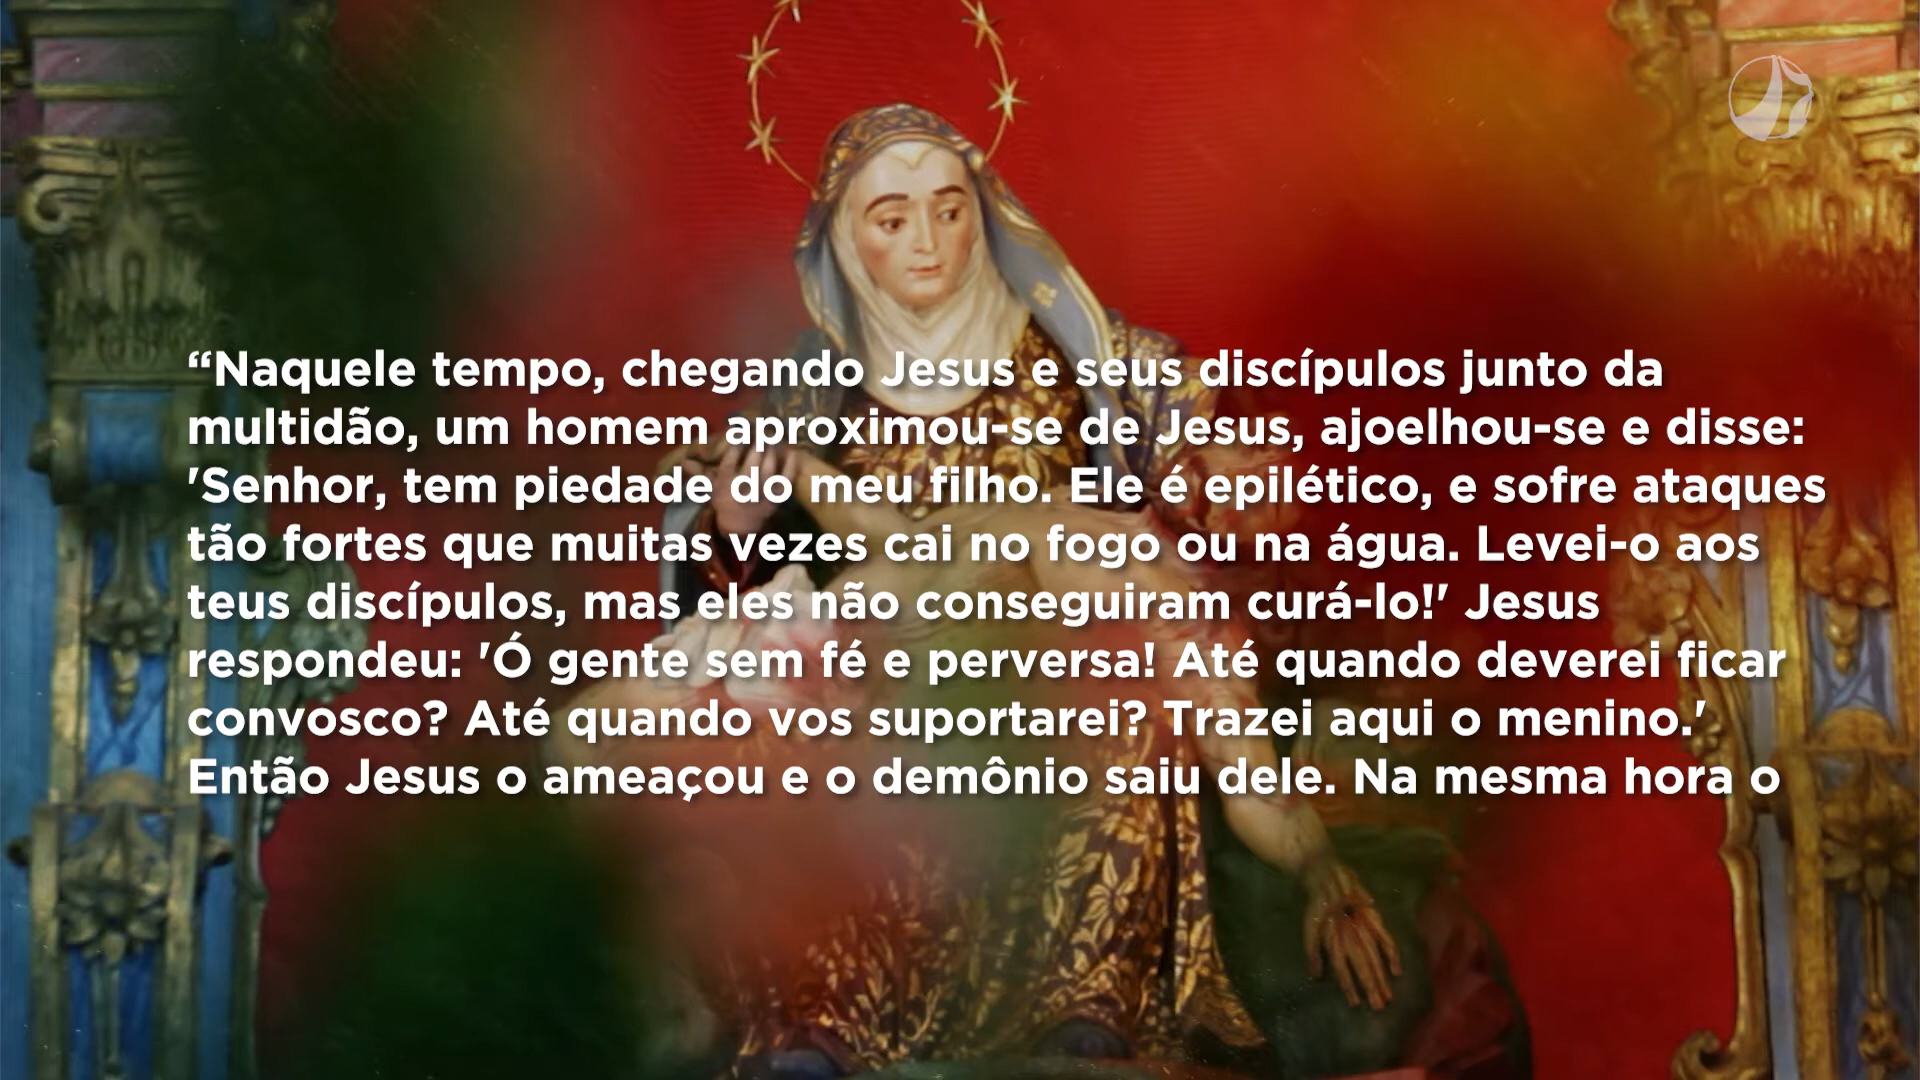 “Naquele tempo, chegando Jesus e seus discípulos junto da
multidão, um homem aproximou-se de Jesus, ajoelhou-se e disse:
'Senhor, tem piedade do meu filho. Ele é epilético, e sofre ataques
tão fortes que muitas vezes cai no fogo ou na água. Levei-o aos
teus discípulos, mas eles não conseguiram curá-lo!' Jesus
respondeu: 'Ó gente sem fé e perversa! Até quando deverei ficar
convosco? Até quando vos suportarei? Trazei aqui o menino.'
Então Jesus o ameaçou e o demônio saiu dele. Na mesma hora o